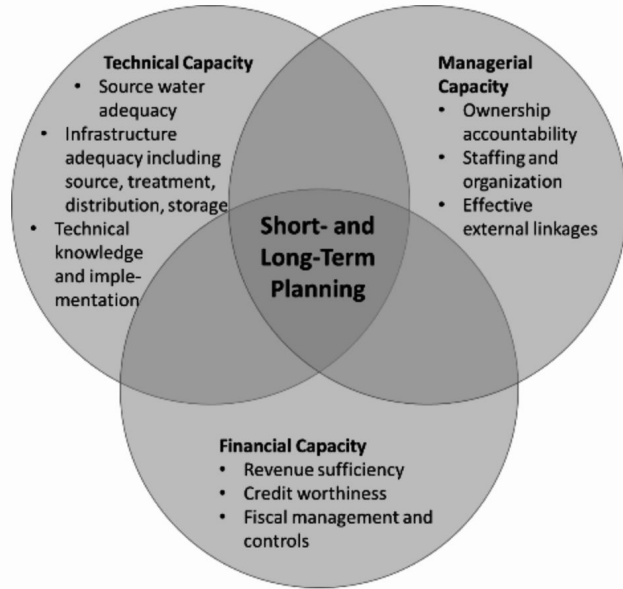 Technical Capacity
• Source water
adequacy
• Infrastructure
adequacy including
source, treatment,
distribution, storage
• Technical
knowledge
and imple-
mentation
Managerial
Capacity
• Ownership
accountability
• Staffing and
organization
• Effective
external linkages
Short- and
Long-Term
Planning
Financial Capacity
• Revenue sufficiency
• Credit worthiness
• Fiscal management and
controls